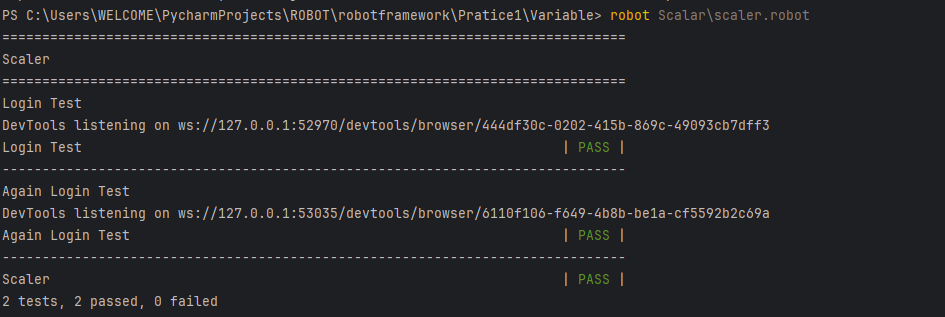 PS C:\Users\WELCOME\PycharmProjects\ROBOT\robotframework\Pratice1\Variable> robot Scalar\scaler.robot
==============================================================================
Scaler
==============================================================================
Login Test
DevTools listening on ws://127.0.0.1:52970/devtools/browser/444df30c-0202-415b-869c-49093cb7dff3
Login Test                                                            | PASS |
------------------------------------------------------------------------------
Again Login Test
DevTools listening on ws://127.0.0.1:53035/devtools/browser/6110f106-f649-4b8b-be1a-cf5592b2c69a
Again Login Test                                                      | PASS |
------------------------------------------------------------------------------
Scaler                                                                | PASS |
2 tests, 2 passed, 0 failed